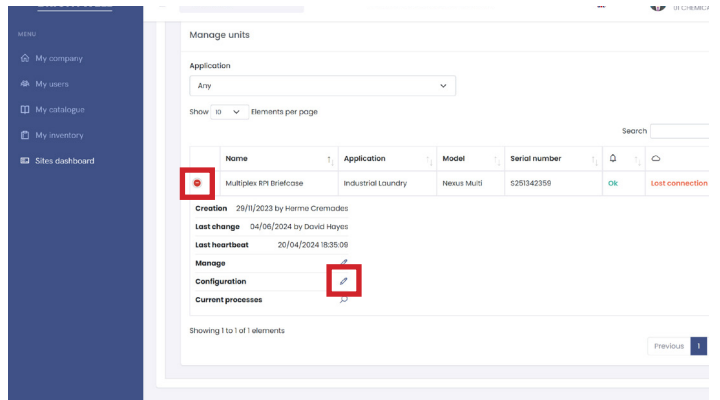 UI CHEMICA
MENU
My company
My users
My catalogue
My inventory
Sites dashboard
Manage units
Application
Any
Show 10 Elements per page
Search
Name Application Model Serial number
Multiplex RPI Briefcase Industrial Laundry Nexus Multi S251342359 Ok Lost connection
Creation 29/11/2023 by Herme Cremades
Last change 04/06/2024 by David Hayes
Last heartbeat 20/04/2024 18:35:09
Manage
Configuration
Current processes
Showing 1 to 1 of 1 elements
Previous 1